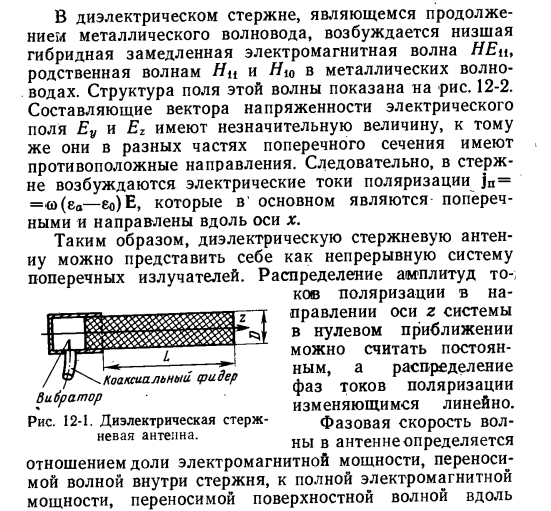 В диэлектрическом стержне, являющемся продолже-
нием металлического волновода, возбуждается низшая
гибридная замедленная электромагнитная волна HE₁₁,
родственная волнам H₁₁ и H₁₀ в металлических волно-
водах. Структура поля этой волны показана на рис. 12-2.
Составляющие вектора напряженности электрического
поля Eᵧ и E_z имеют незначительную величину, к тому
же они в разных частях поперечного сечения имеют
противоположные направления. Следовательно, в стерж-
не возбуждаются электрические токи поляризации jп=
=ω(εа—ε0)E, которые в основном являются попереч-
ными и направлены вдоль оси x.
Таким образом, диэлектрическую стержневую антен-
ну можно представить себе как непрерывную систему
поперечных излучателей. Распределение амплитуд то-
ков поляризации в на-
правлении оси z системы
в нулевом приближении
можно считать постоян-
ным, а распределение
фаз токов поляризации
изменяющимся линейно.
z
D
L
Коаксиальный фидер
Вибратор
Рис. 12-1. Диэлектрическая стерж-
невая антенна.
Фазовая скорость вол-
ны в антенне определяется
отношением доли электромагнитной мощности, переноси-
мой волной внутри стержня, к полной электромагнитной
мощности, переносимой поверхностной волной вдоль